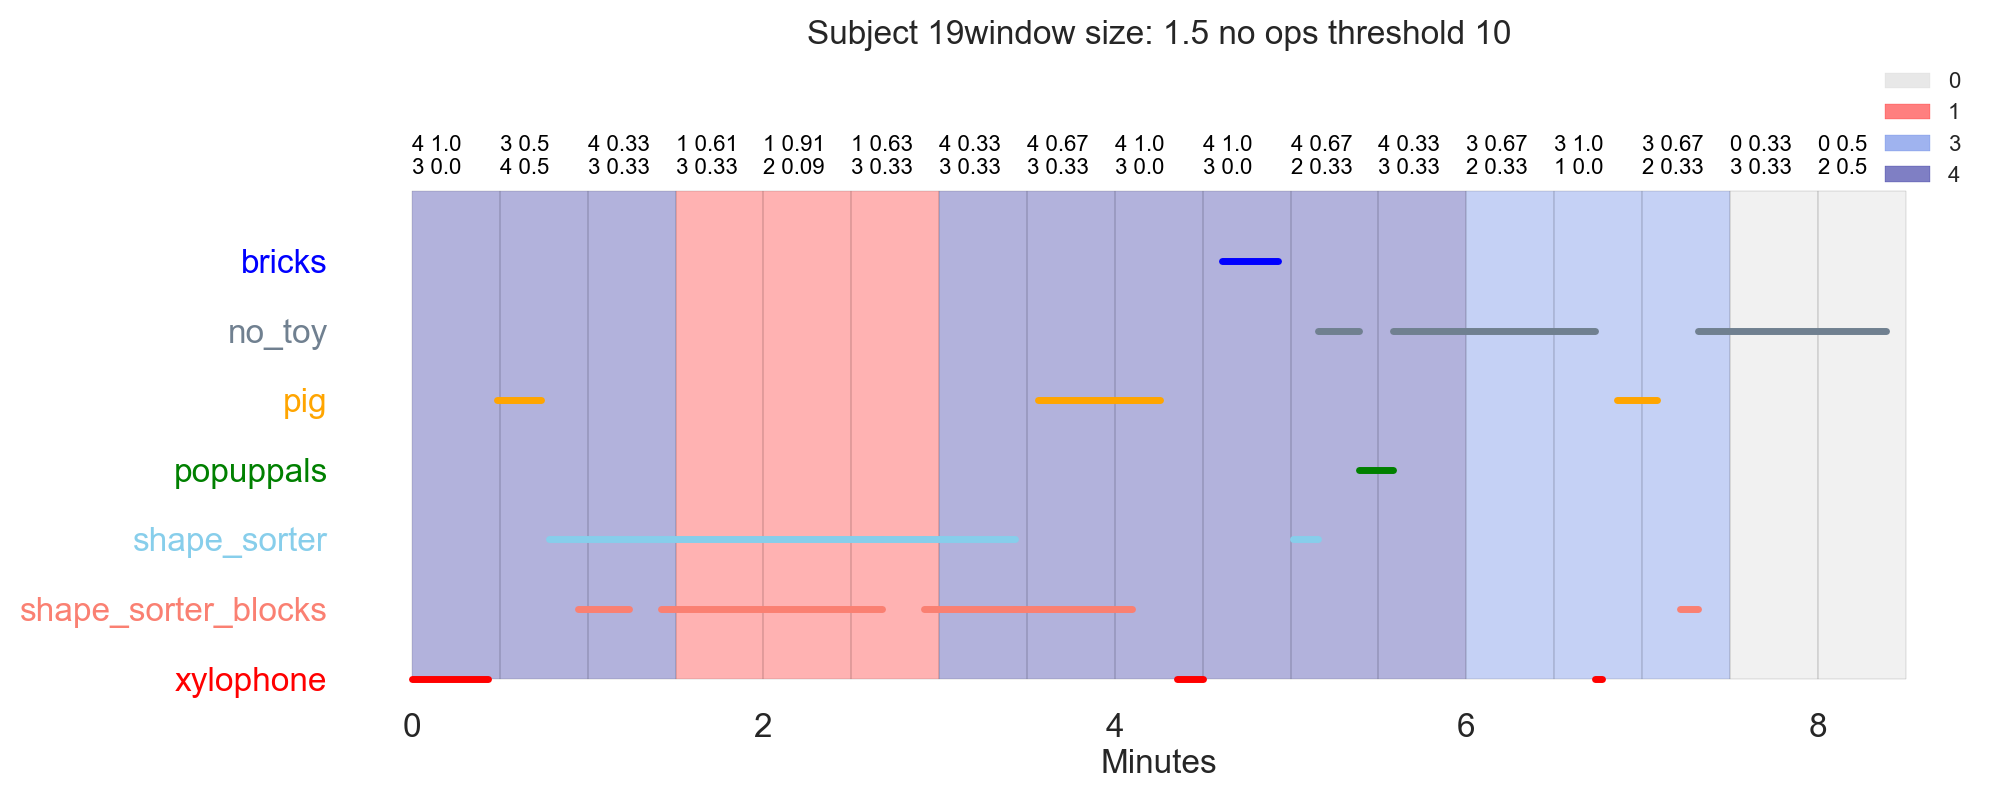 Subject 19window size: 1.5 no ops threshold 10
0
1
3
4
4 1.0 3 0.5 4 0.33 1 0.61 1 0.91 1 0.63 4 0.33 4 0.67 4 1.0 4 1.0 4 0.67 4 0.33 3 0.67 3 1.0 3 0.67 0 0.33 0 0.5
3 0.0 4 0.5 3 0.33 3 0.33 2 0.09 3 0.33 3 0.33 3 0.33 3 0.0 3 0.0 2 0.33 3 0.33 2 0.33 1 0.0 2 0.33 3 0.33 2 0.5
bricks
no_toy
pig
popuppals
shape_sorter
shape_sorter_blocks
xylophone
0 2 4 6 8
Minutes